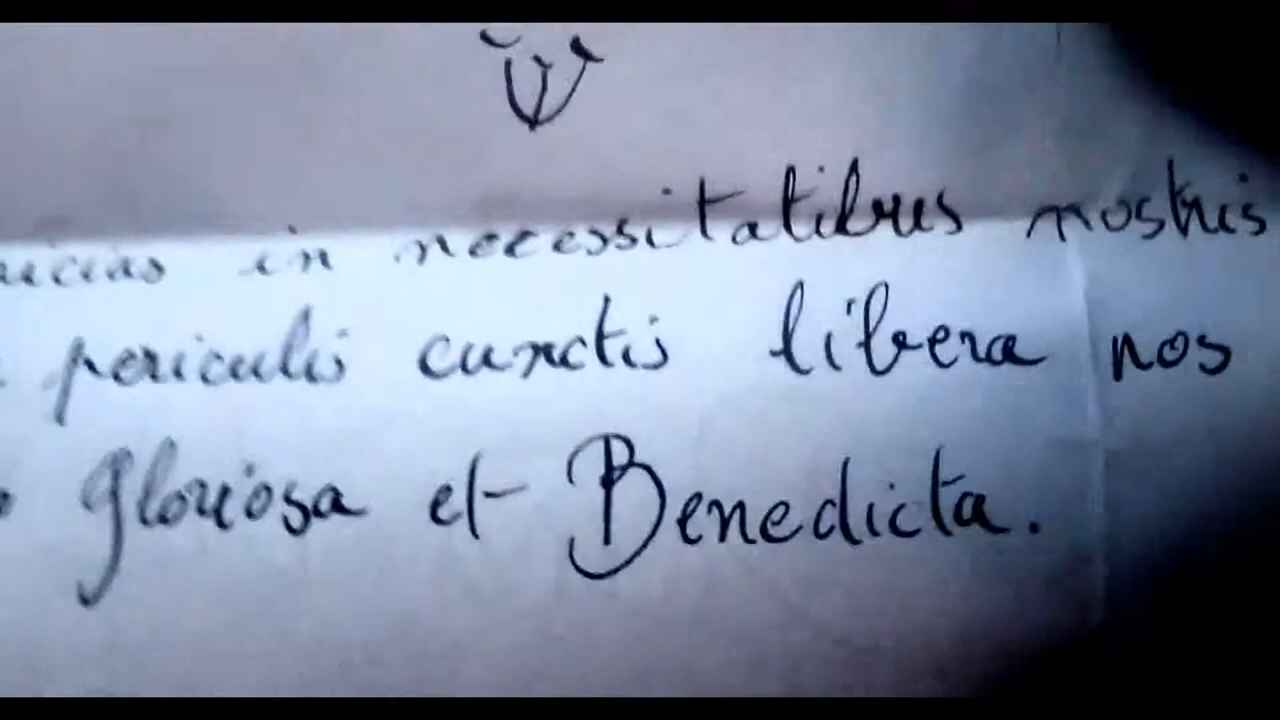 in necessitatibus nostris
periculis cunctis libera nos
gloriosa et Benedicta.